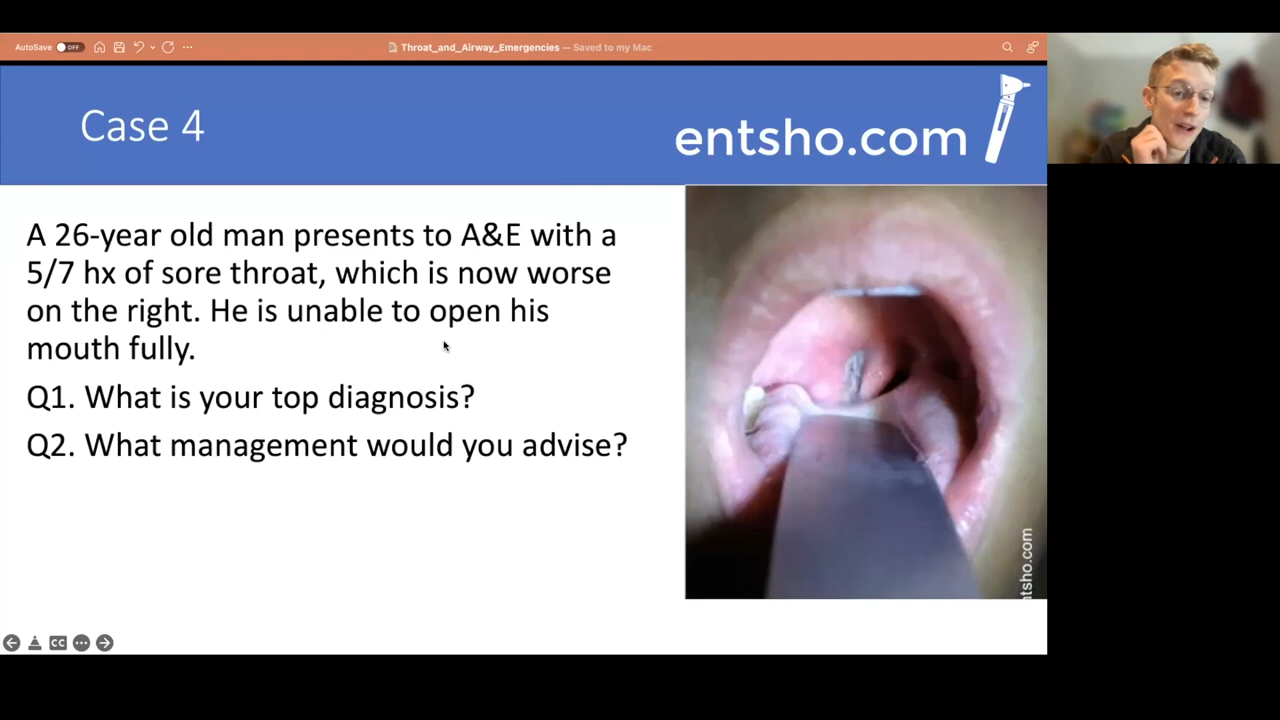 AutoSave OFF
Throat_and_Airway_Emergencies — Saved to my Mac
Case 4
entsho.com
A 26-year old man presents to A&E with a
5/7 hx of sore throat, which is now worse
on the right. He is unable to open his
mouth fully.
Q1. What is your top diagnosis?
Q2. What management would you advise?
ntsho.com
CC